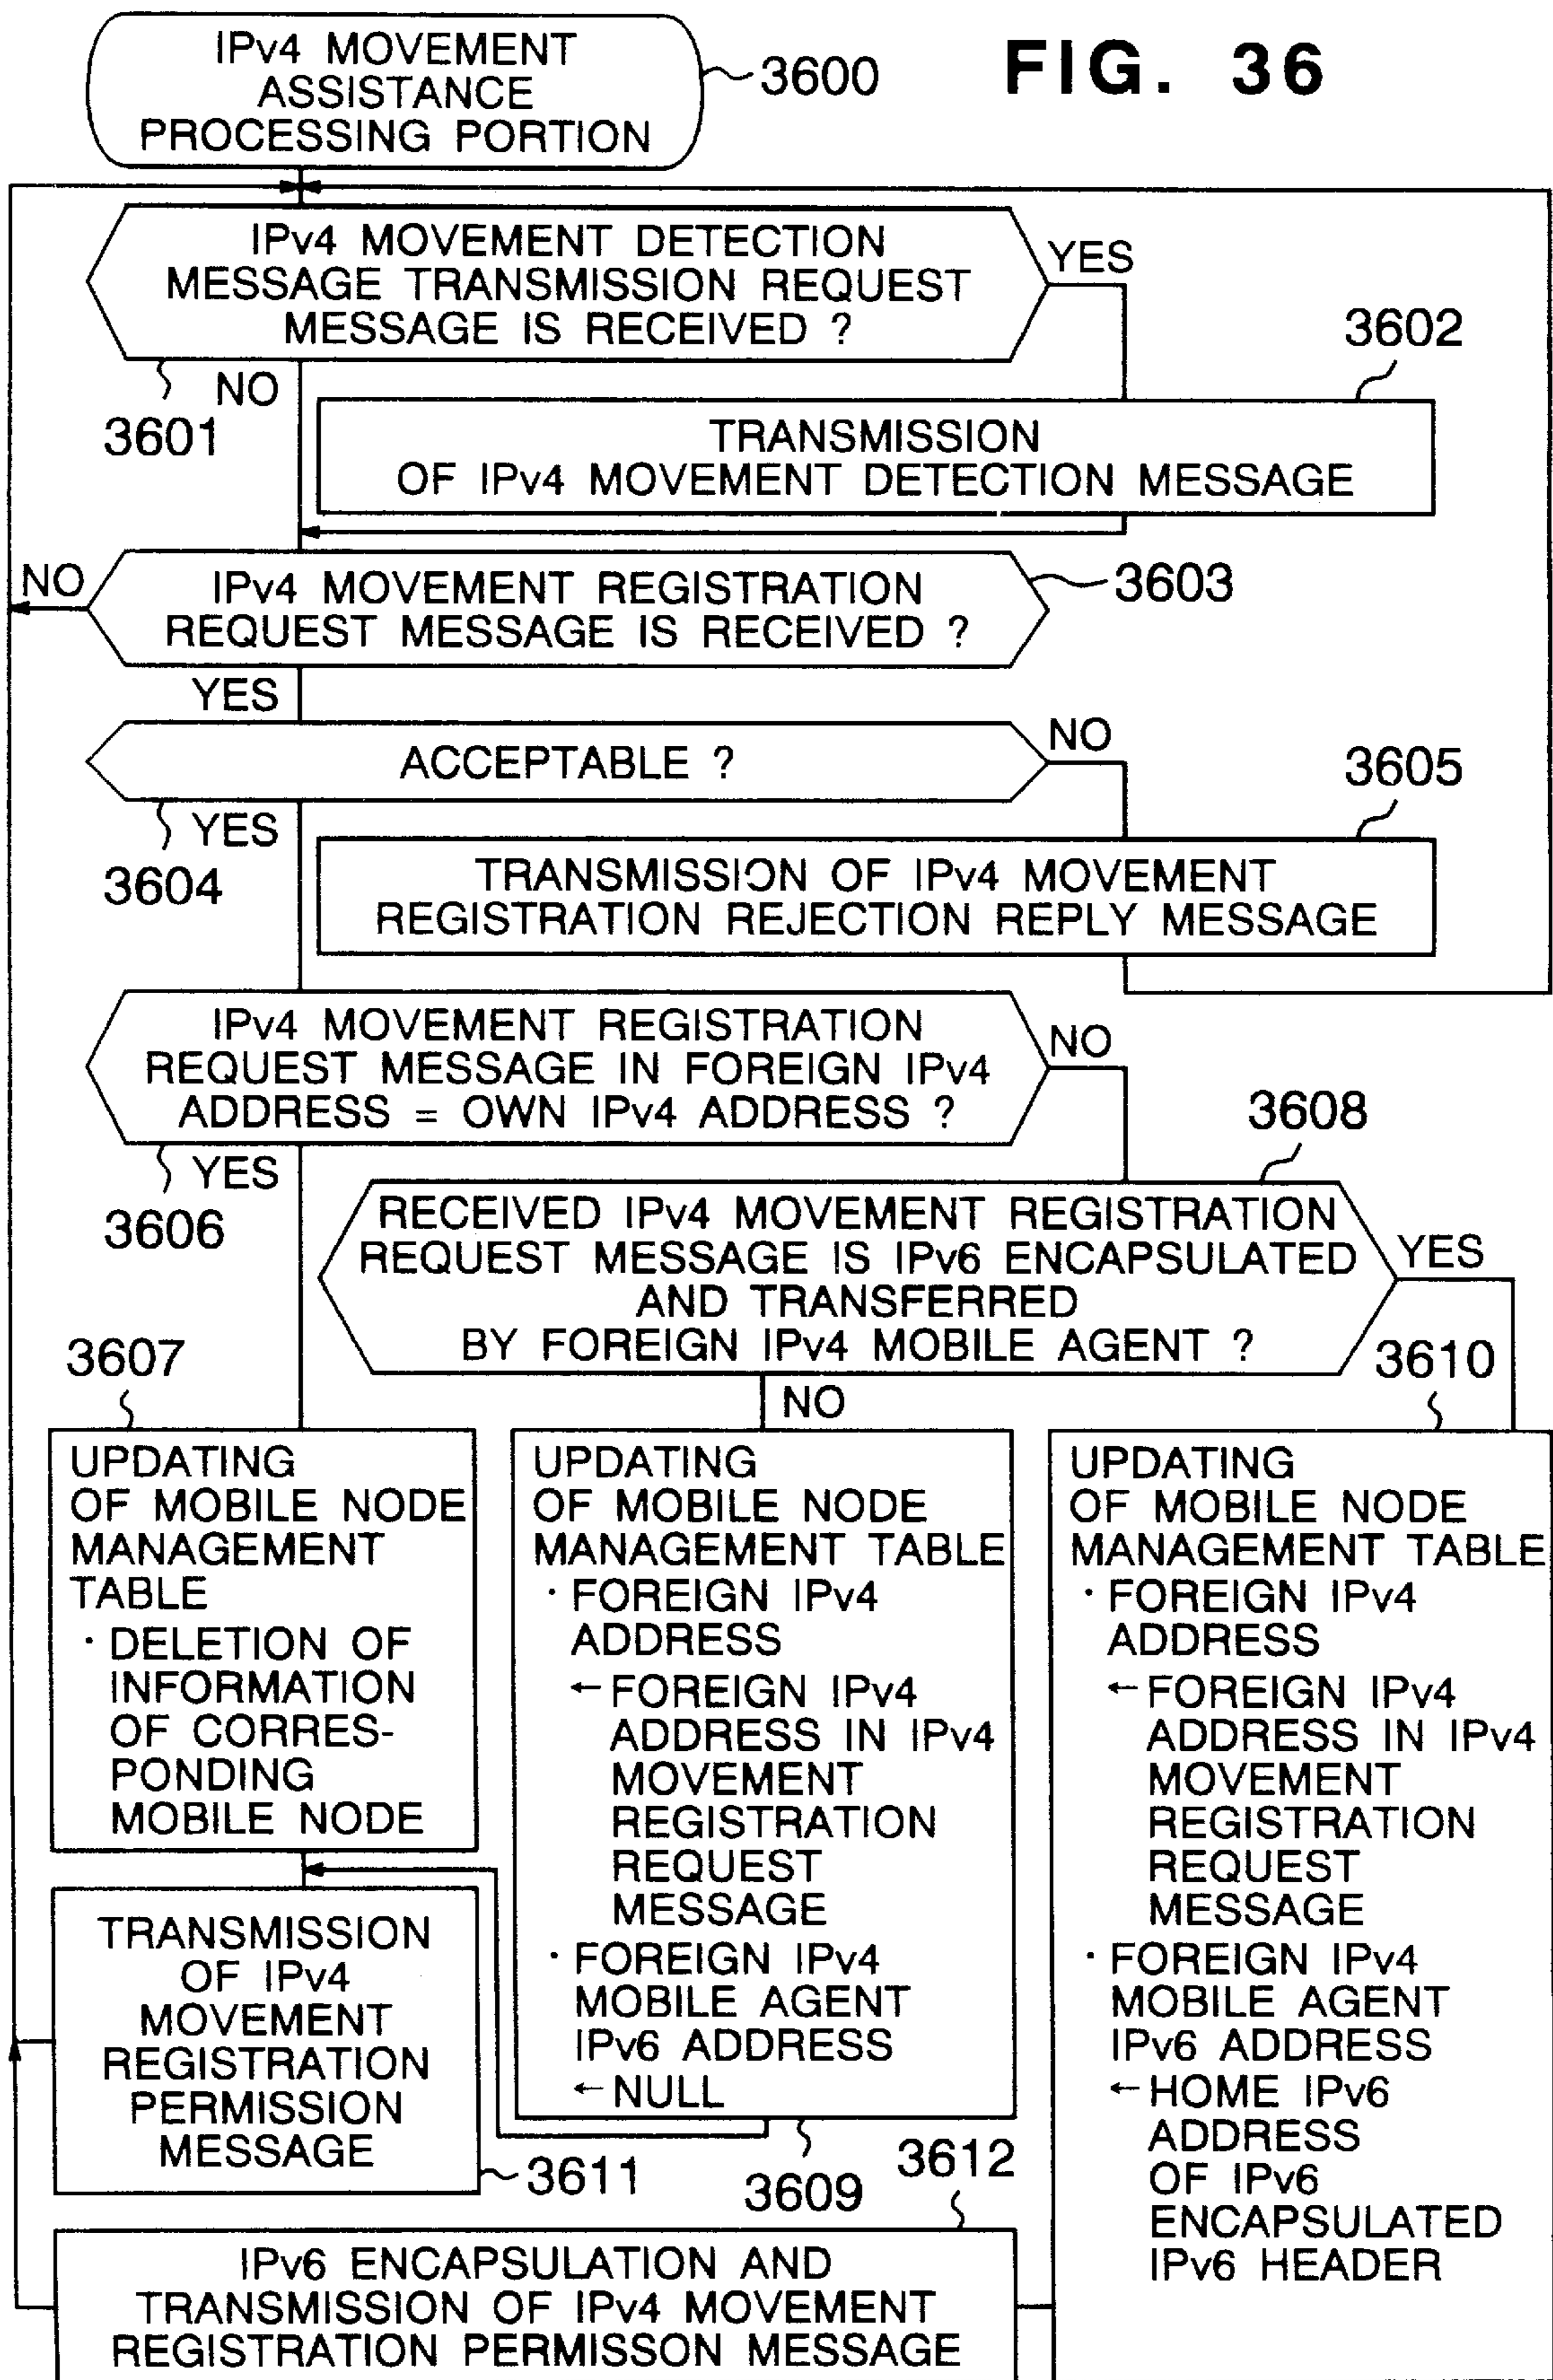 IPv4 MOVEMENT
ASSISTANCE
PROCESSING PORTION
3600
FIG. 36
IPv4 MOVEMENT DETECTION
MESSAGE TRANSMISSION REQUEST
MESSAGE IS RECEIVED ?
YES
NO
3601
3602
TRANSMISSION
OF IPv4 MOVEMENT DETECTION MESSAGE
NO
IPv4 MOVEMENT REGISTRATION
REQUEST MESSAGE IS RECEIVED ?
3603
YES
ACCEPTABLE ?
NO
YES
3604
3605
TRANSMISSION OF IPv4 MOVEMENT
REGISTRATION REJECTION REPLY MESSAGE
IPv4 MOVEMENT REGISTRATION
REQUEST MESSAGE IN FOREIGN IPv4
ADDRESS = OWN IPv4 ADDRESS ?
NO
YES
3606
3608
RECEIVED IPv4 MOVEMENT REGISTRATION
REQUEST MESSAGE IS IPv6 ENCAPSULATED
AND TRANSFERRED
BY FOREIGN IPv4 MOBILE AGENT ?
YES
NO
3607
UPDATING
OF MOBILE NODE
MANAGEMENT
TABLE
· DELETION OF
INFORMATION
OF CORRES-
PONDING
MOBILE NODE
UPDATING
OF MOBILE NODE
MANAGEMENT TABLE
· FOREIGN IPv4
ADDRESS
← FOREIGN IPv4
ADDRESS IN IPv4
MOVEMENT
REGISTRATION
REQUEST
MESSAGE
· FOREIGN IPv4
MOBILE AGENT
IPv6 ADDRESS
← NULL
3609
3610
UPDATING
OF MOBILE NODE
MANAGEMENT TABLE
· FOREIGN IPv4
ADDRESS
← FOREIGN IPv4
ADDRESS IN IPv4
MOVEMENT
REGISTRATION
REQUEST
MESSAGE
· FOREIGN IPv4
MOBILE AGENT
IPv6 ADDRESS
← HOME IPv6
ADDRESS
OF IPv6
ENCAPSULATED
IPv6 HEADER
TRANSMISSION
OF IPv4
MOVEMENT
REGISTRATION
PERMISSION
MESSAGE
3611
3612
IPv6 ENCAPSULATION AND
TRANSMISSION OF IPv4 MOVEMENT
REGISTRATION PERMISSON MESSAGE